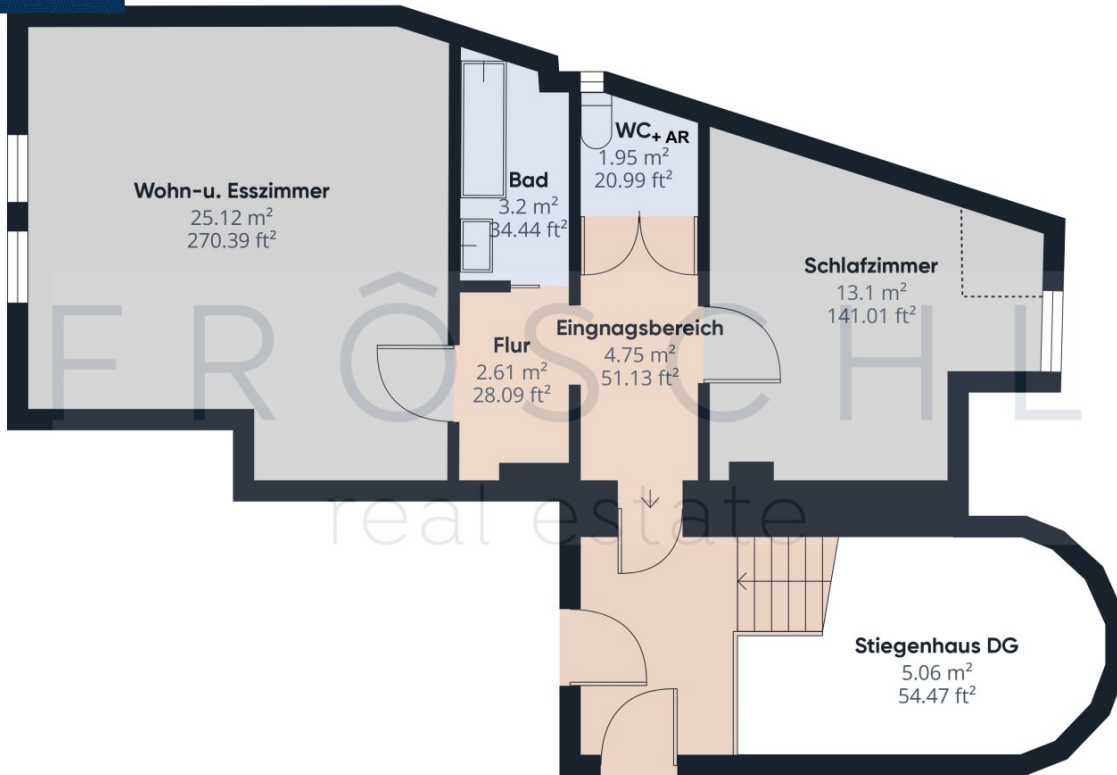 Wohn-u. Esszimmer
25.12 m²
270.39 ft²
Bad
3.2 m²
34.44 ft²
WC+ AR
1.95 m²
20.99 ft²
Schlafzimmer
13.1 m²
141.01 ft²
Flur
2.61 m²
28.09 ft²
Eingnagsbereich
4.75 m²
51.13 ft²
FRÔSCHL
real estate
Stiegenhaus DG
5.06 m²
54.47 ft²